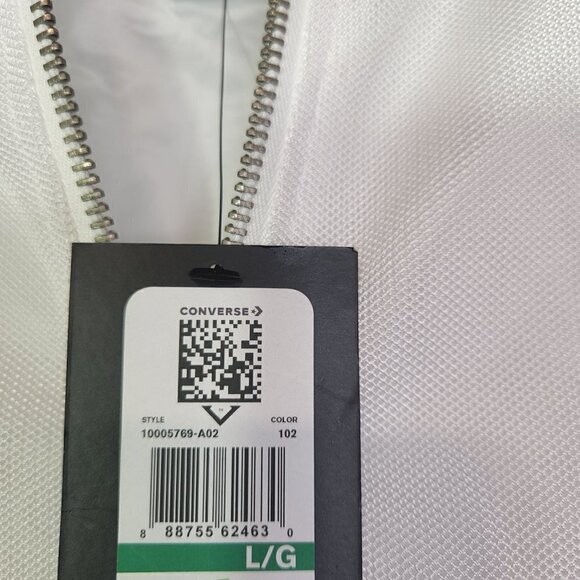 CONVERSE
STYLE COLOR
10005769-A02 102
8 88755 62463 0
L/G